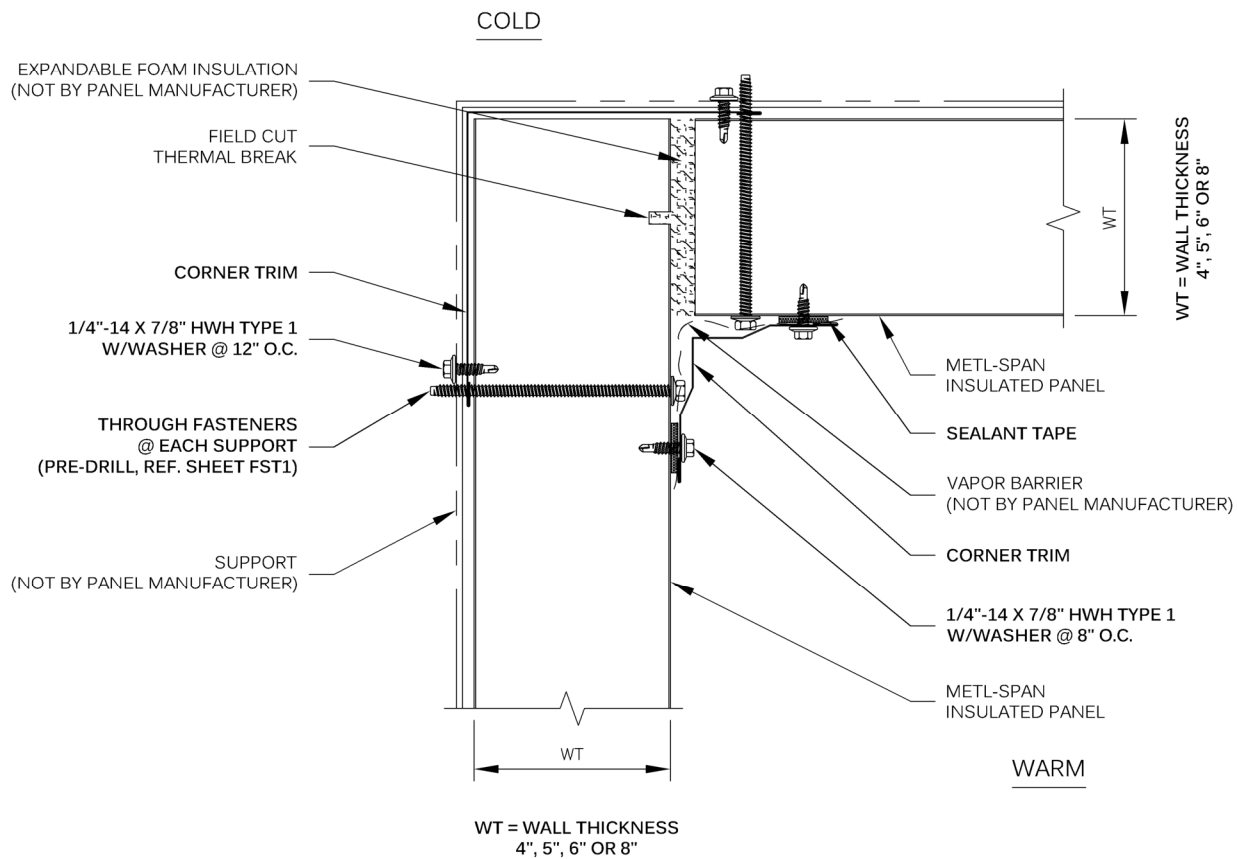 COLD
EXPANDABLE FOAM INSULATION
(NOT BY PANEL MANUFACTURER)
FIELD CUT
THERMAL BREAK
CORNER TRIM
1/4"-14 X 7/8" HWH TYPE 1
W/WASHER @ 12" O.C.
THROUGH FASTENERS
@ EACH SUPPORT
(PRE-DRILL, REF. SHEET FST1)
SUPPORT
(NOT BY PANEL MANUFACTURER)
WT
WT = WALL THICKNESS
4", 5", 6" OR 8"
METL-SPAN
INSULATED PANEL
SEALANT TAPE
VAPOR BARRIER
(NOT BY PANEL MANUFACTURER)
CORNER TRIM
1/4"-14 X 7/8" HWH TYPE 1
W/WASHER @ 8" O.C.
METL-SPAN
INSULATED PANEL
WARM
WT
WT = WALL THICKNESS
4", 5", 6" OR 8"